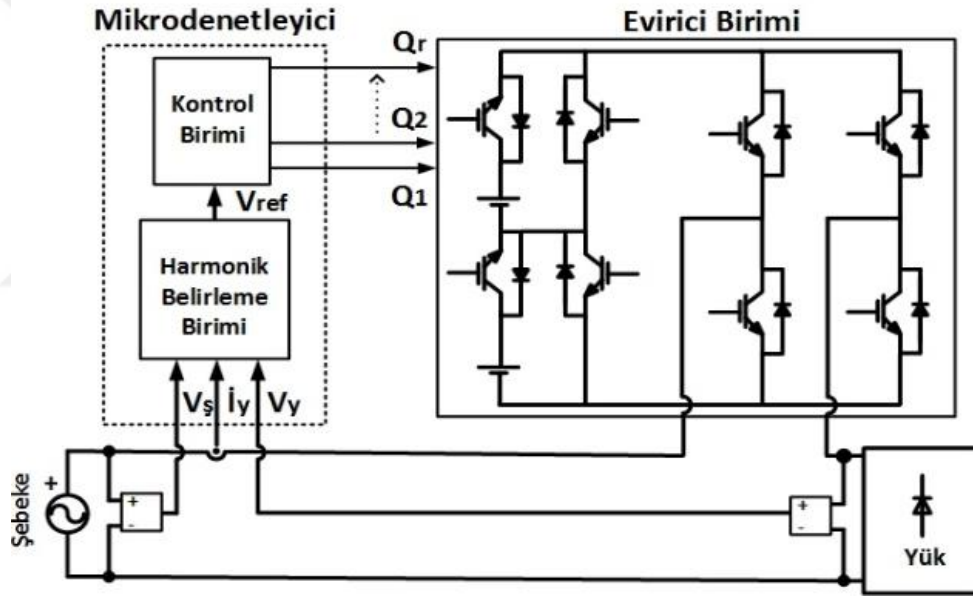 Mikrodenetleyici
Evirici Birimi
Kontrol
Birimi
Qr
Q2
Q1
Vref
Harmonik
Belirleme
Birimi
Vş
İy
Vy
Şebeke
+
+
-
+
-
Yük